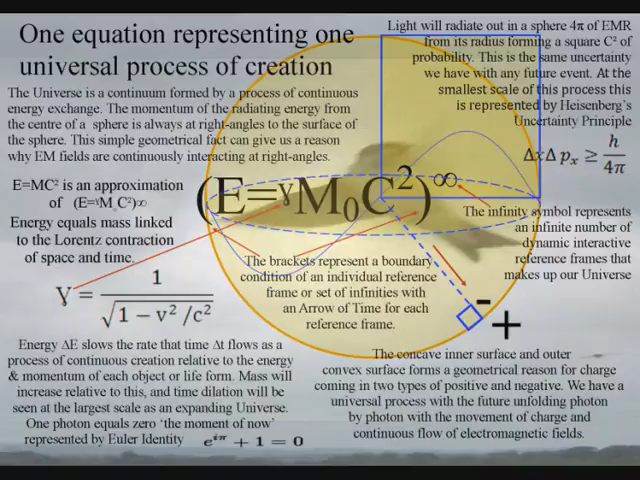 One equation representing one
universal process of creation
The Universe is a continuum formed by a process of continuous
energy exchange. The momentum of the radiating energy from
the centre of a sphere is always at right-angles to the surface of
the sphere. This simple geometrical fact can give us a reason
why EM fields are continuously interacting at right-angles.
Light will radiate out in a sphere 4π of EMR
from its radius forming a square C² of
probability. This is the same uncertainty
we have with any future event. At the
smallest scale of this process this
is represented by Heisenberg's
Uncertainty Principle
ΔxΔ pₓ ≥ h/4π
E=MC² is an approximation
of (E=ɣM₀C²)∞
Energy equals mass linked
to the Lorentz contraction
of space and time.
(E=ɣM₀C²)∞
The infinity symbol represents
an infinite number of
dynamic interactive
reference frames that
makes up our Universe
ɣ = 1/√(1 − v²/c²)
The brackets represent a boundary
condition of an individual reference
frame or set of infinities with
an Arrow of Time for each
reference frame.
- +
Energy ΔE slows the rate that time Δt flows as a
process of continuous creation relative to the energy
& momentum of each object or life form. Mass will
increase relative to this, and time dilation will be
seen at the largest scale as an expanding Universe.
One photon equals zero 'the moment of now'
represented by Euler Identity e^iπ + 1 = 0
The concave inner surface and outer
convex surface forms a geometrical reason for charge
coming in two types of positive and negative. We have a
universal process with the future unfolding photon
by photon with the movement of charge and
continuous flow of electromagnetic fields.